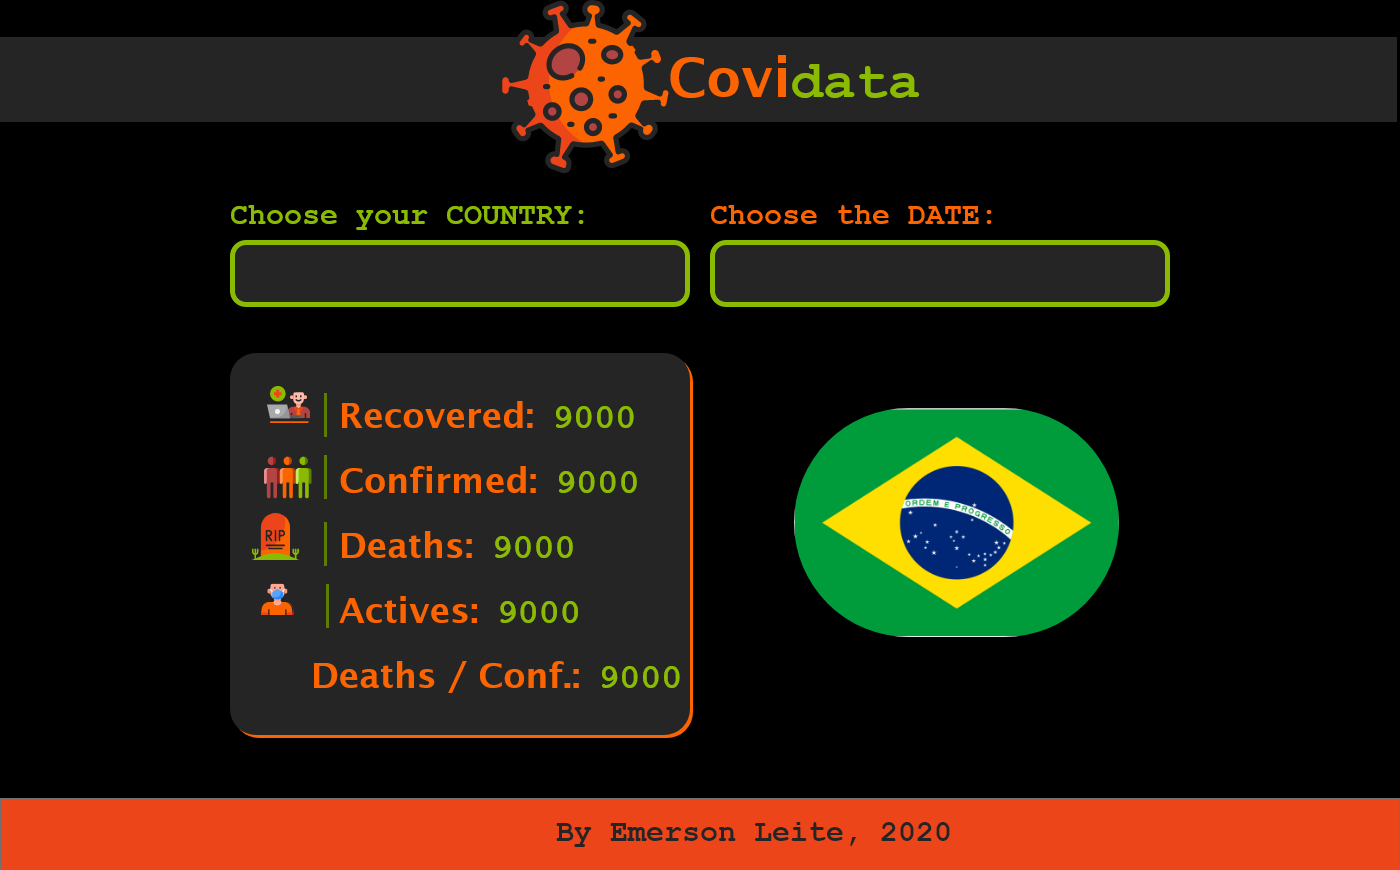 Covidata
Choose your COUNTRY:
Choose the DATE:
Recovered: 9000
Confirmed: 9000
RIP
Deaths: 9000
Actives: 9000
Deaths / Conf.: 9000
ORDEM E PROGRESSO
By Emerson Leite, 2020